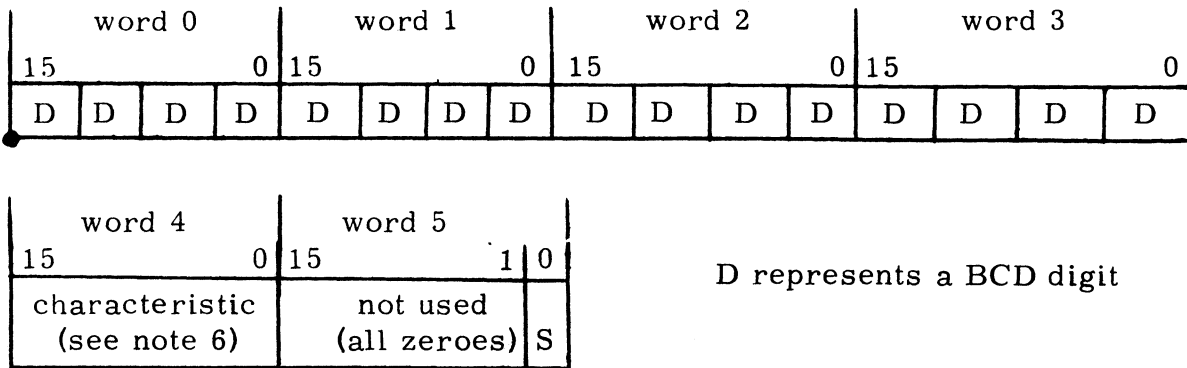 word 0 word 1 word 2 word 3
15 0 15 0 15 0 15 0
D D D D D D D D D D D D D D D D
word 4 word 5
15 0 15 1 0
D represents a BCD digit
characteristic not used
(see note 6) (all zeroes) S